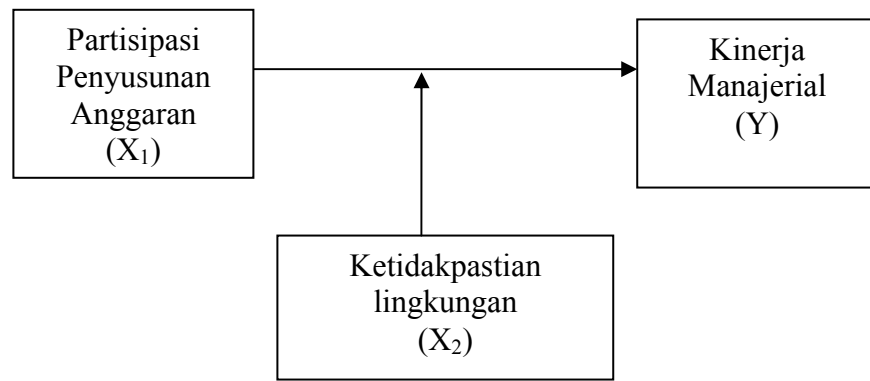 Partisipasi
Penyusunan
Anggaran
(X₁)
Kinerja
Manajerial
(Y)
Ketidakpastian
lingkungan
(X₂)